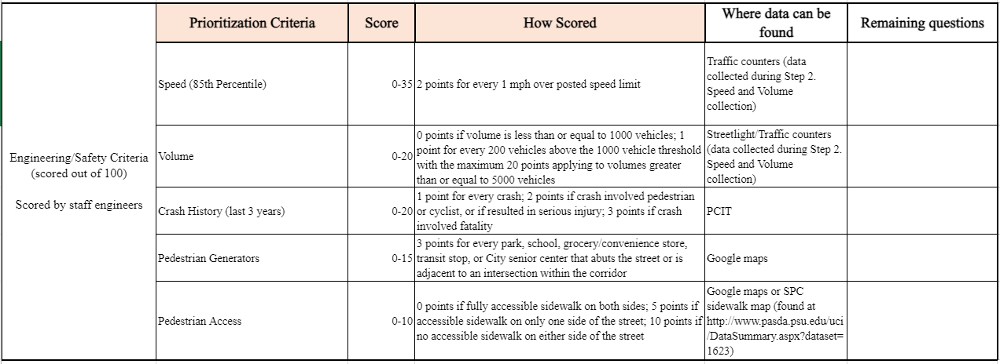 Prioritization Criteria
Score
How Scored
Where data can be
found
Remaining questions
Engineering/Safety Criteria
(scored out of 100)
Scored by staff engineers
Speed (85th Percentile)
0-35
2 points for every 1 mph over posted speed limit
Traffic counters (data
collected during Step 2.
Speed and Volume
collection)
Volume
0-20
0 points if volume is less than or equal to 1000 vehicles; 1
point for every 200 vehicles above the 1000 vehicle threshold
with the maximum 20 points applying to volumes greater
than or equal to 5000 vehicles
Streetlight/Traffic counters
(data collected during Step 2.
Speed and Volume
collection)
Crash History (last 3 years)
0-20
1 point for every crash; 2 points if crash involved pedestrian
or cyclist, or if resulted in serious injury; 3 points if crash
involved fatality
PCIT
Pedestrian Generators
0-15
3 points for every park, school, grocery/convenience store,
transit stop, or City senior center that abuts the street or is
adjacent to an intersection within the corridor
Google maps
Pedestrian Access
0-10
0 points if fully accessible sidewalk on both sides; 5 points if
accessible sidewalk on only one side of the street; 10 points if
no accessible sidewalk on either side of the street
Google maps or SPC
sidewalk map (found at
http://www.pasda.psu.edu/uci
/DataSummary.aspx?dataset=
1623)